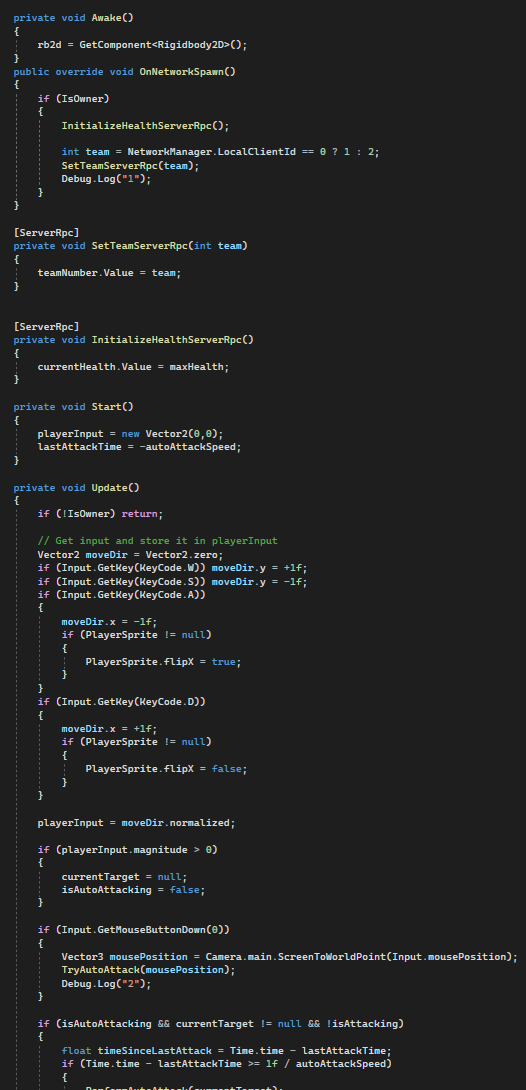 private void Awake()
{
rb2d = GetComponent<Rigidbody2D>();
}
public override void OnNetworkSpawn()
{
if (IsOwner)
{
InitializeHealthServerRpc();
int team = NetworkManager.LocalClientId == 0 ? 1 : 2;
SetTeamServerRpc(team);
Debug.Log("1");
}
}
[ServerRpc]
private void SetTeamServerRpc(int team)
{
teamNumber.Value = team;
}
[ServerRpc]
private void InitializeHealthServerRpc()
{
currentHealth.Value = maxHealth;
}
private void Start()
{
playerInput = new Vector2(0,0);
lastAttackTime = -autoAttackSpeed;
}
private void Update()
{
if (!IsOwner) return;
// Get input and store it in playerInput
Vector2 moveDir = Vector2.zero;
if (Input.GetKey(KeyCode.W)) moveDir.y = +1f;
if (Input.GetKey(KeyCode.S)) moveDir.y = -1f;
if (Input.GetKey(KeyCode.A))
{
moveDir.x = -1f;
if (PlayerSprite != null)
{
PlayerSprite.flipX = true;
}
}
if (Input.GetKey(KeyCode.D))
{
moveDir.x = +1f;
if (PlayerSprite != null)
{
PlayerSprite.flipX = false;
}
}
playerInput = moveDir.normalized;
if (playerInput.magnitude > 0)
{
currentTarget = null;
isAutoAttacking = false;
}
if (Input.GetMouseButtonDown(0))
{
Vector3 mousePosition = Camera.main.ScreenToWorldPoint(Input.mousePosition);
TryAutoAttack(mousePosition);
Debug.Log("2");
}
if (isAutoAttacking && currentTarget != null && !isAttacking)
{
float timeSinceLastAttack = Time.time - lastAttackTime;
if (Time.time - lastAttackTime >= 1f / autoAttackSpeed)
{
PerformAutoAttack(currentTarget);